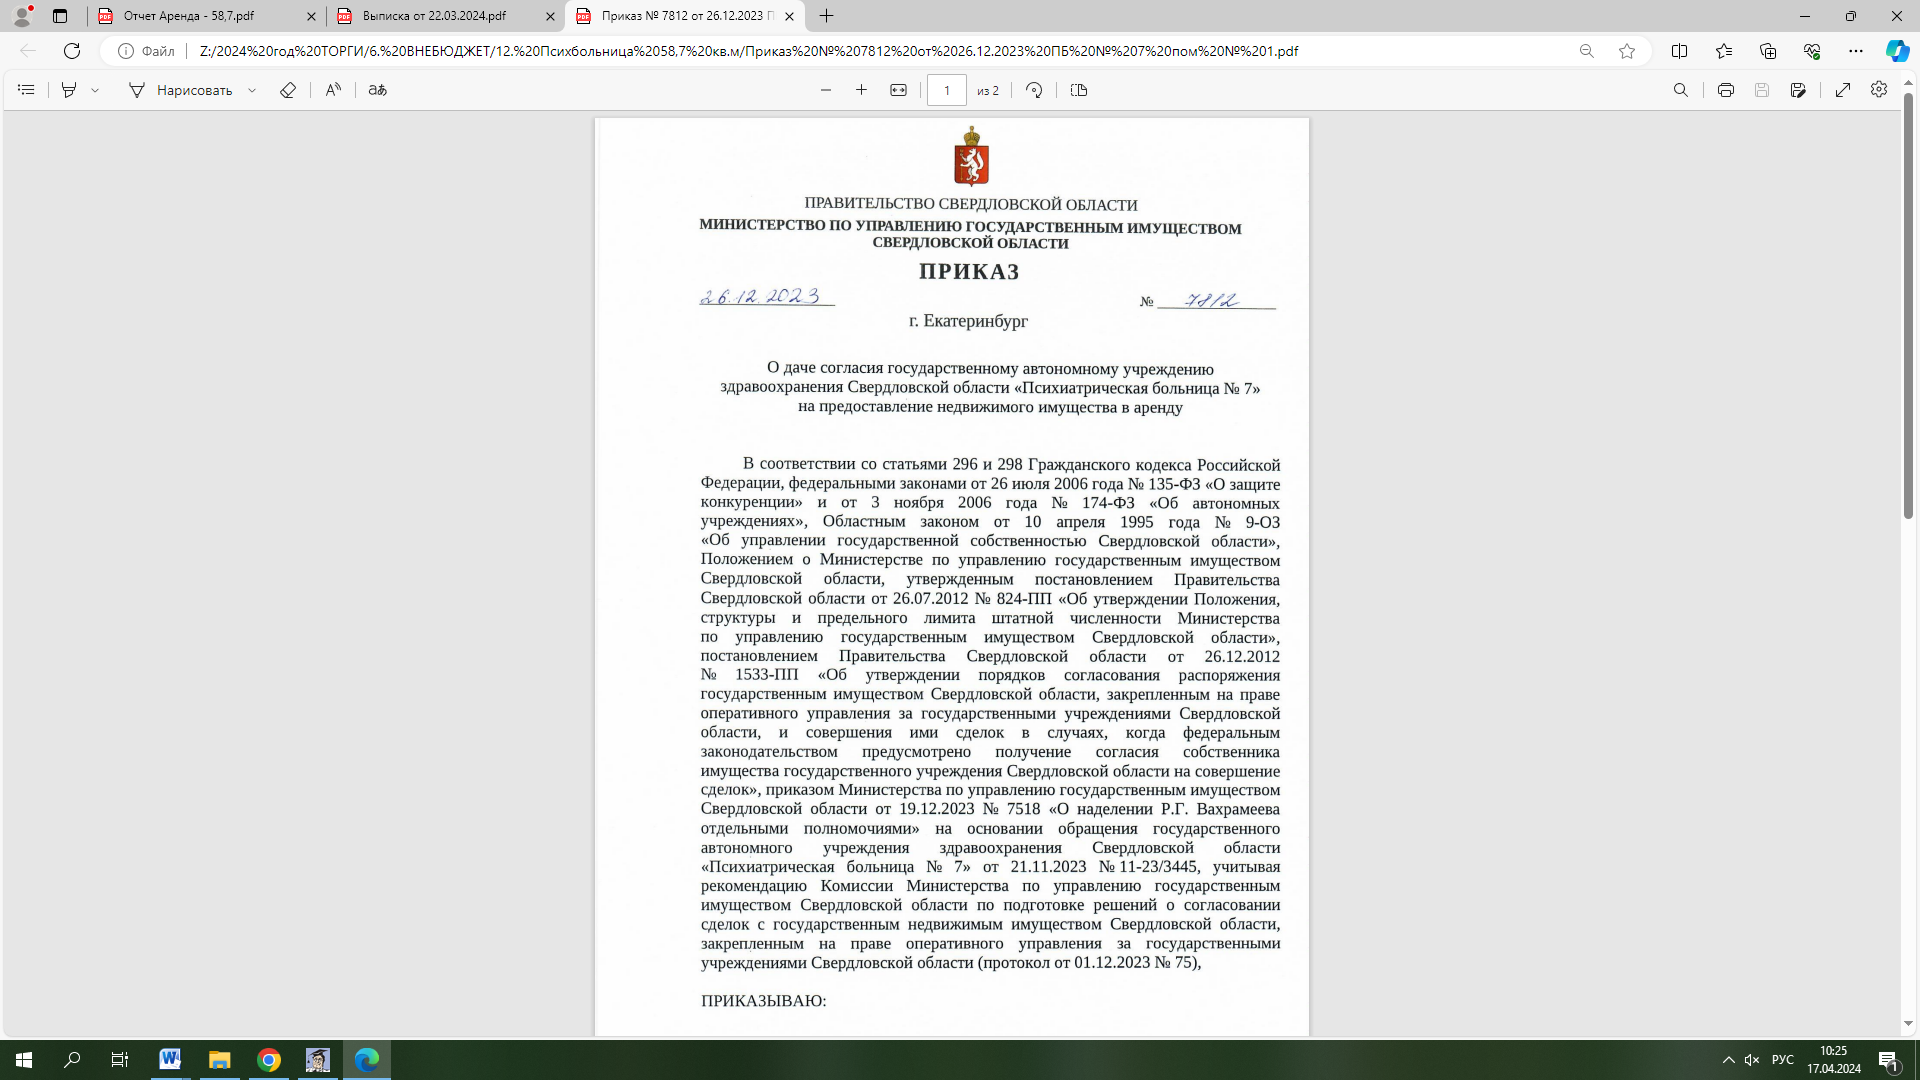 Отчет Аренда - 58,7.pdf
Выписка от 22.03.2024.pdf
Приказ № 7812 от 26.12.2023 П
Файл
Z:/2024%20год%20ТОРГИ/6.%20ВНЕБЮДЖЕТ/12.%20Психбольница%2058,7%20кв.м/Приказ%20№%207812%20от%2026.12.2023%20ПБ%20№%207%20пом%20№%201.pdf
Нарисовать
1 из 2
ПРАВИТЕЛЬСТВО СВЕРДЛОВСКОЙ ОБЛАСТИ
МИНИСТЕРСТВО ПО УПРАВЛЕНИЮ ГОСУДАРСТВЕННЫМ ИМУЩЕСТВОМ
СВЕРДЛОВСКОЙ ОБЛАСТИ
ПРИКАЗ
26.12.2023 № 7812
г. Екатеринбург
О даче согласия государственному автономному учреждению
здравоохранения Свердловской области «Психиатрическая больница № 7»
на предоставление недвижимого имущества в аренду
В соответствии со статьями 296 и 298 Гражданского кодекса Российской
Федерации, федеральными законами от 26 июля 2006 года № 135-ФЗ «О защите
конкуренции» и от 3 ноября 2006 года № 174-ФЗ «Об автономных
учреждениях», Областным законом от 10 апреля 1995 года № 9-ОЗ
«Об управлении государственной собственностью Свердловской области»,
Положением о Министерстве по управлению государственным имуществом
Свердловской области, утвержденным постановлением Правительства
Свердловской области от 26.07.2012 № 824-ПП «Об утверждении Положения,
структуры и предельного лимита штатной численности Министерства
по управлению государственным имуществом Свердловской области»,
постановлением Правительства Свердловской области от 26.12.2012
№ 1533-ПП «Об утверждении порядков согласования распоряжения
государственным имуществом Свердловской области, закрепленным на праве
оперативного управления за государственными учреждениями Свердловской
области, и совершения ими сделок в случаях, когда федеральным
законодательством предусмотрено получение согласия собственника
имущества государственного учреждения Свердловской области на совершение
сделок», приказом Министерства по управлению государственным имуществом
Свердловской области от 19.12.2023 № 7518 «О наделении Р.Г. Вахрамеева
отдельными полномочиями» на основании обращения государственного
автономного учреждения здравоохранения Свердловской области
«Психиатрическая больница № 7» от 21.11.2023 № 11-23/3445, учитывая
рекомендацию Комиссии Министерства по управлению государственным
имуществом Свердловской области по подготовке решений о согласовании
сделок с государственным недвижимым имуществом Свердловской области,
закрепленным на праве оперативного управления за государственными
учреждениями Свердловской области (протокол от 01.12.2023 № 75),
ПРИКАЗЫВАЮ:
РУС
10:25
17.04.2024
1